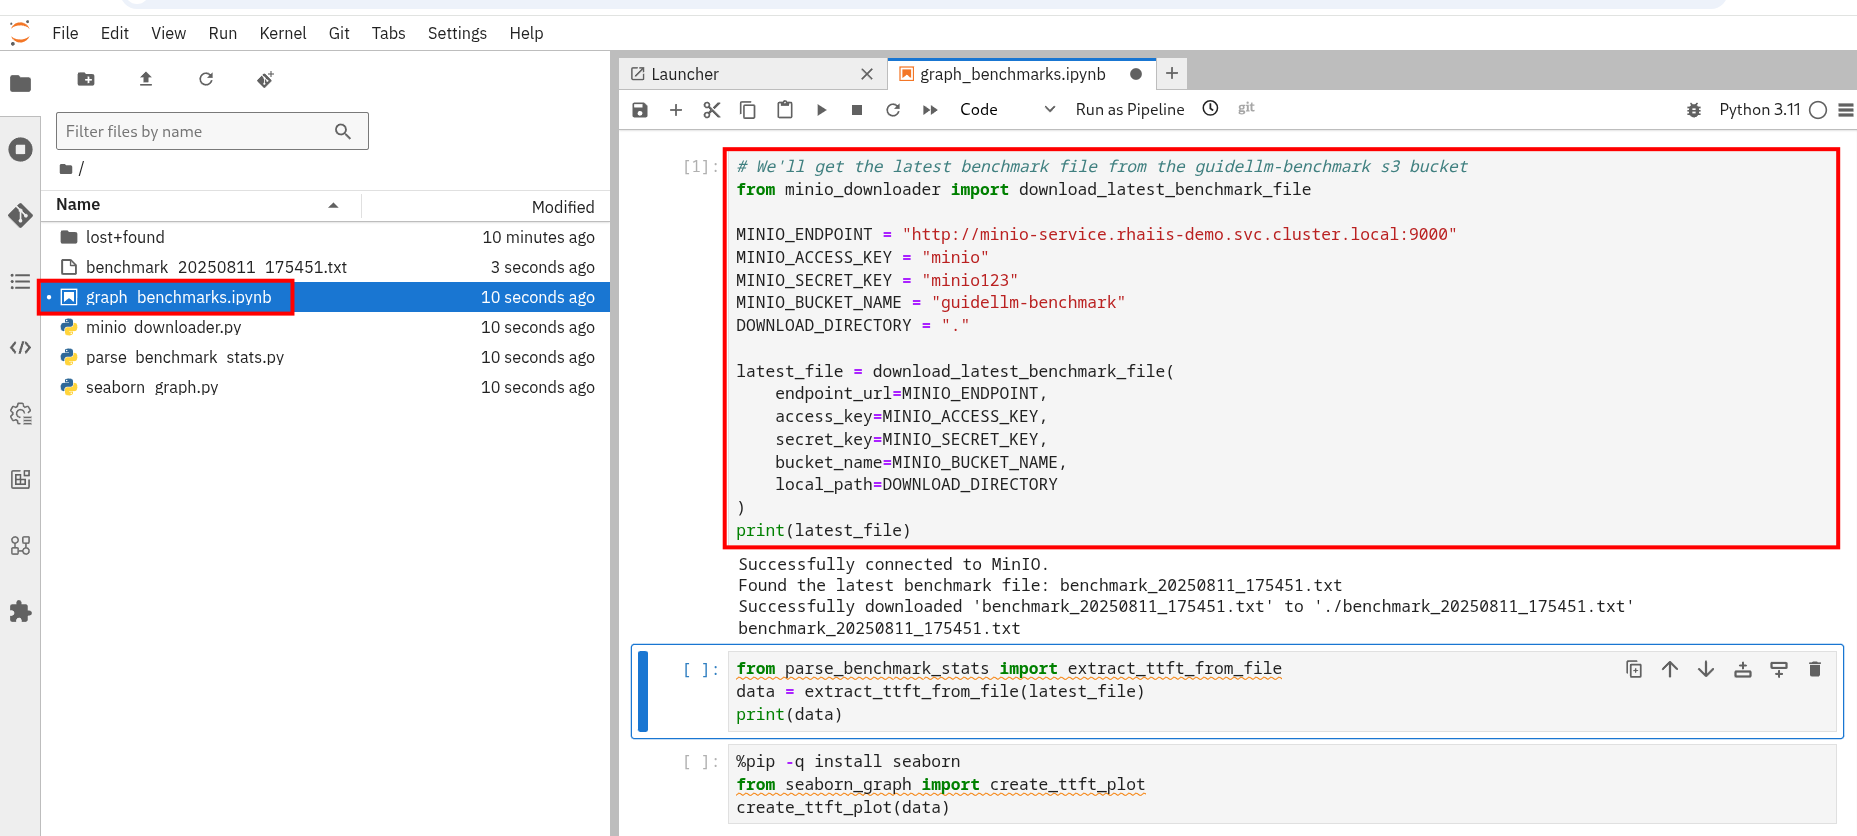 File Edit View Run Kernel Git Tabs Settings Help
Filter files by name
/
Name Modified
lost+found 10 minutes ago
benchmark_20250811_175451.txt 3 seconds ago
graph_benchmarks.ipynb 10 seconds ago
minio_downloader.py 10 seconds ago
parse_benchmark_stats.py 10 seconds ago
seaborn_graph.py 10 seconds ago
Launcher
graph_benchmarks.ipynb
Code Run as Pipeline git Python 3.11
[1]: # We'll get the latest benchmark file from the guidellm-benchmark s3 bucket
from minio_downloader import download_latest_benchmark_file
MINIO_ENDPOINT = "http://minio-service.rhaiis-demo.svc.cluster.local:9000"
MINIO_ACCESS_KEY = "minio"
MINIO_SECRET_KEY = "minio123"
MINIO_BUCKET_NAME = "guidellm-benchmark"
DOWNLOAD_DIRECTORY = "."
latest_file = download_latest_benchmark_file(
    endpoint_url=MINIO_ENDPOINT,
    access_key=MINIO_ACCESS_KEY,
    secret_key=MINIO_SECRET_KEY,
    bucket_name=MINIO_BUCKET_NAME,
    local_path=DOWNLOAD_DIRECTORY
)
print(latest_file)
Successfully connected to MinIO.
Found the latest benchmark file: benchmark_20250811_175451.txt
Successfully downloaded 'benchmark_20250811_175451.txt' to './benchmark_20250811_175451.txt'
benchmark_20250811_175451.txt
[ ]: from parse_benchmark_stats import extract_ttft_from_file
data = extract_ttft_from_file(latest_file)
print(data)
[ ]: %pip -q install seaborn
from seaborn_graph import create_ttft_plot
create_ttft_plot(data)